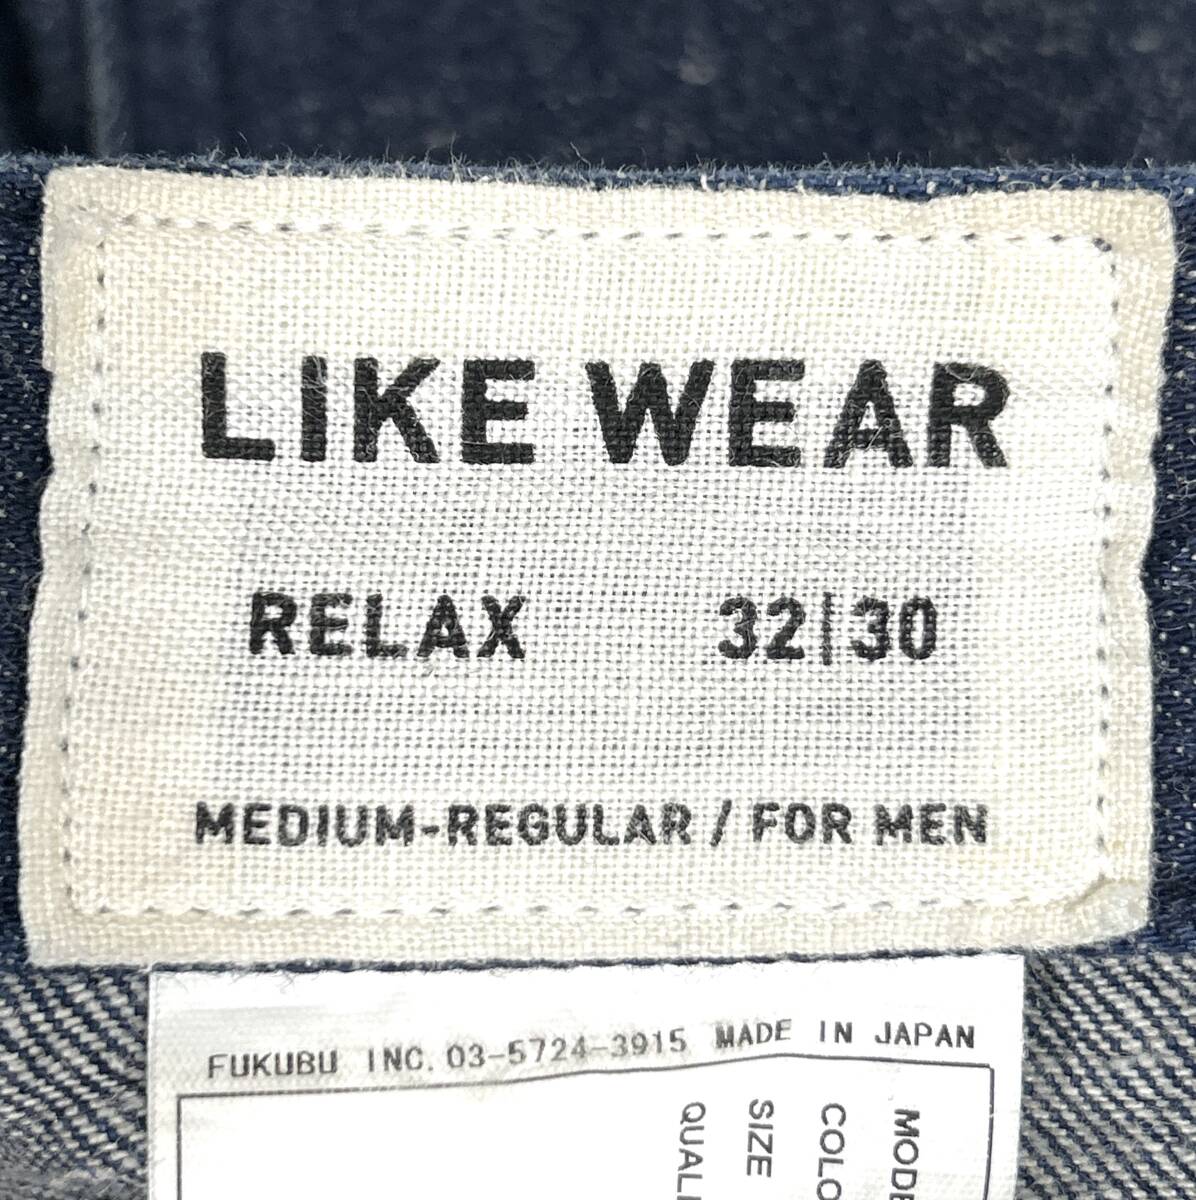 LIKE WEAR
RELAX 32|30
MEDIUM-REGULAR / FOR MEN
FUKUBU INC. 03-5724-3915 MADE IN JAPAN
SIZE